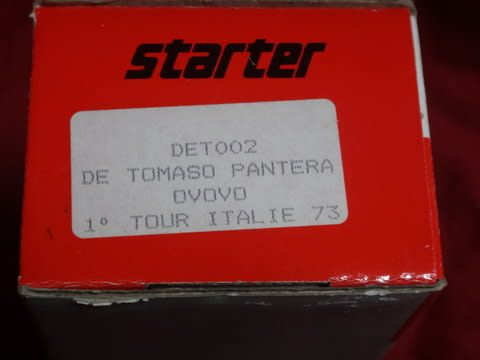 starter
DET002
DE TOMASO PANTERA
OVOVO
1° TOUR ITALIE 73